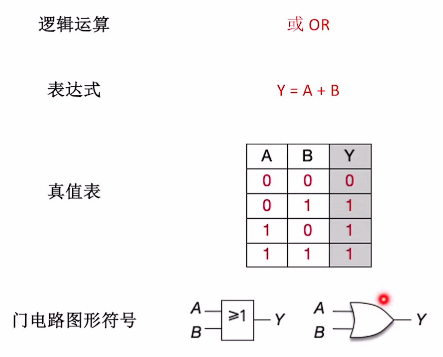 逻辑运算 或 OR
表达式 Y = A + B
真值表
A B Y
0 0 0
0 1 1
1 0 1
1 1 1
门电路图形符号
A B ≥1 Y
A B Y